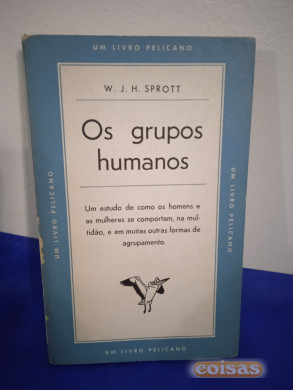 UM LIVRO PELICANO
W. J. H. SPROTT
Os grupos
humanos
Um estudo de como os homens e
as mulheres se comportam, na mul-
tidão, e em muitas outras formas de
agrupamento.
UM LIVRO PELICANO
UM LIVRO PELICANO
UM LIVRO PELICANO
coisas